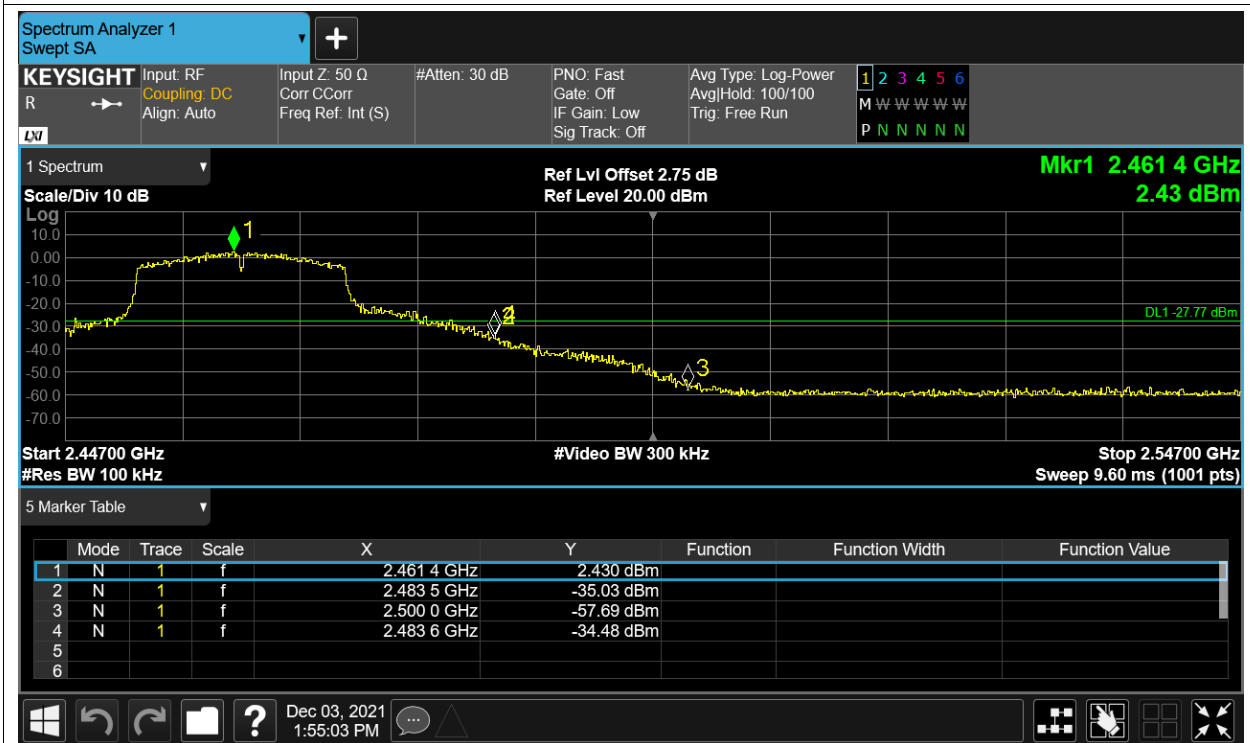 Spectrum Analyzer 1
Swept SA
KEYSIGHT
R
LXI
Input: RF
Coupling: DC
Align: Auto
Input Z: 50 Ω
Corr CCorr
Freq Ref: Int (S)
#Atten: 30 dB
PNO: Fast
Gate: Off
IF Gain: Low
Sig Track: Off
Avg Type: Log-Power
Avg|Hold: 100/100
Trig: Free Run
1 2 3 4 5 6
M W W W W W
P N N N N N
1 Spectrum
Scale/Div 10 dB
Ref Lvl Offset 2.75 dB
Ref Level 20.00 dBm
Mkr1 2.461 4 GHz
2.43 dBm
Log
10.0
0.00
-10.0
-20.0
-30.0
-40.0
-50.0
-60.0
-70.0
1
3
DL1 -27.77 dBm
Start 2.44700 GHz
#Res BW 100 kHz
#Video BW 300 kHz
Stop 2.54700 GHz
Sweep 9.60 ms (1001 pts)
5 Marker Table
Mode Trace Scale X Y Function Function Width Function Value
1 N 1 f 2.461 4 GHz 2.430 dBm
2 N 1 f 2.483 5 GHz -35.03 dBm
3 N 1 f 2.500 0 GHz -57.69 dBm
4 N 1 f 2.483 6 GHz -34.48 dBm
5
6
?
Dec 03, 2021
1:55:03 PM